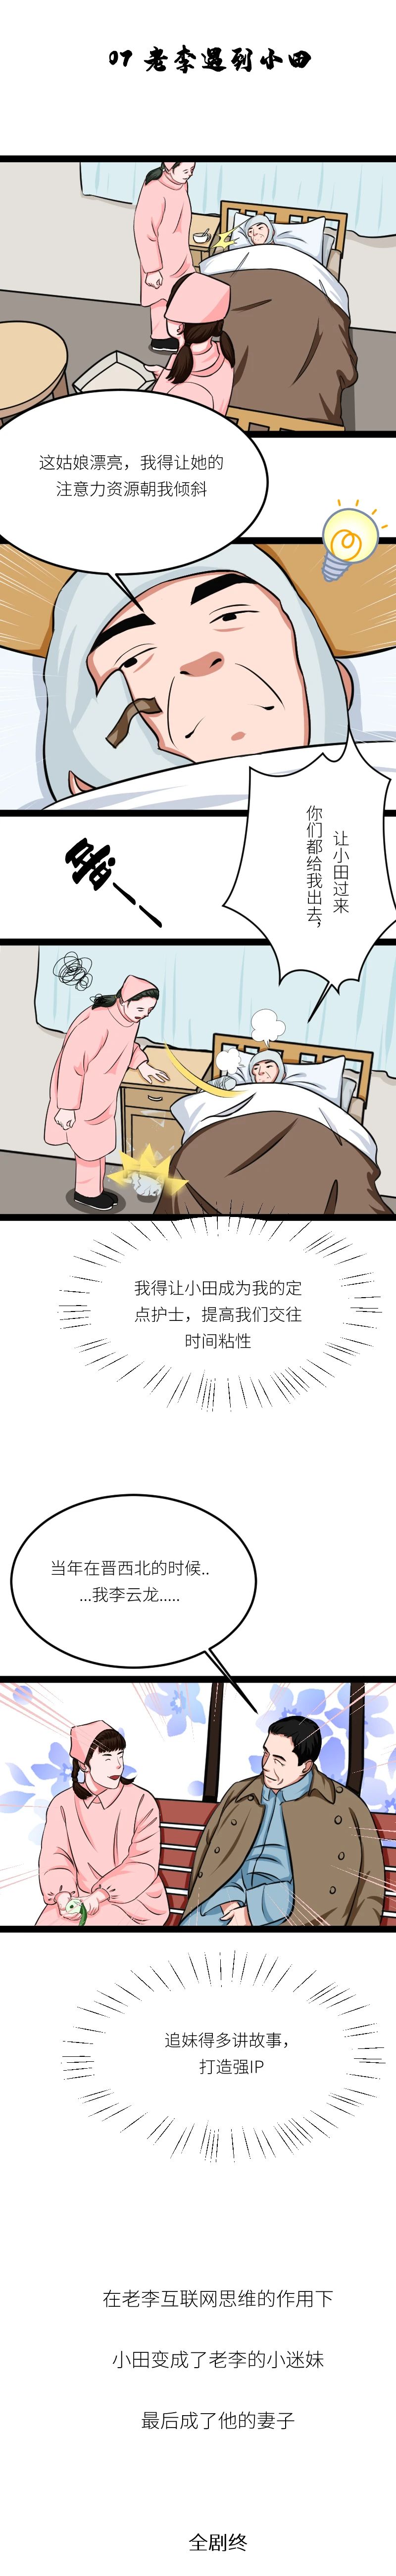 07 老李遇到小田
这姑娘漂亮，我得让她的
注意力资源朝我倾斜
让小田过来
你们都给我出去，
我得让小田成为我的定
点护士，提高我们交往
时间粘性
当年在晋西北的时候..
...我李云龙.....
追妹得多讲故事，
打造强IP
在老李互联网思维的作用下
小田变成了老李的小迷妹
最后成了他的妻子
全剧终